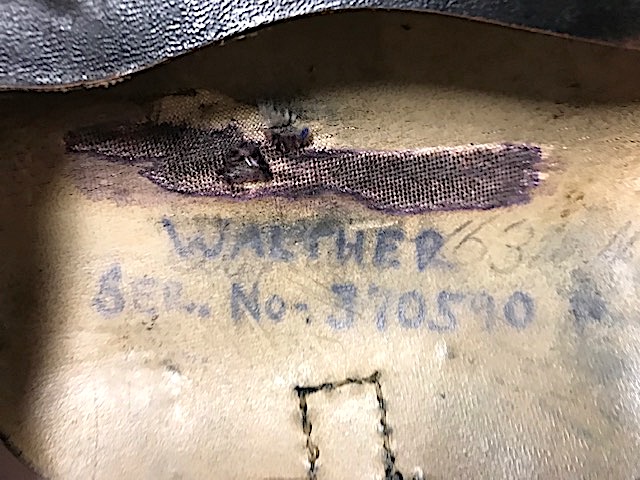 WALTHER
SER. No- 370590